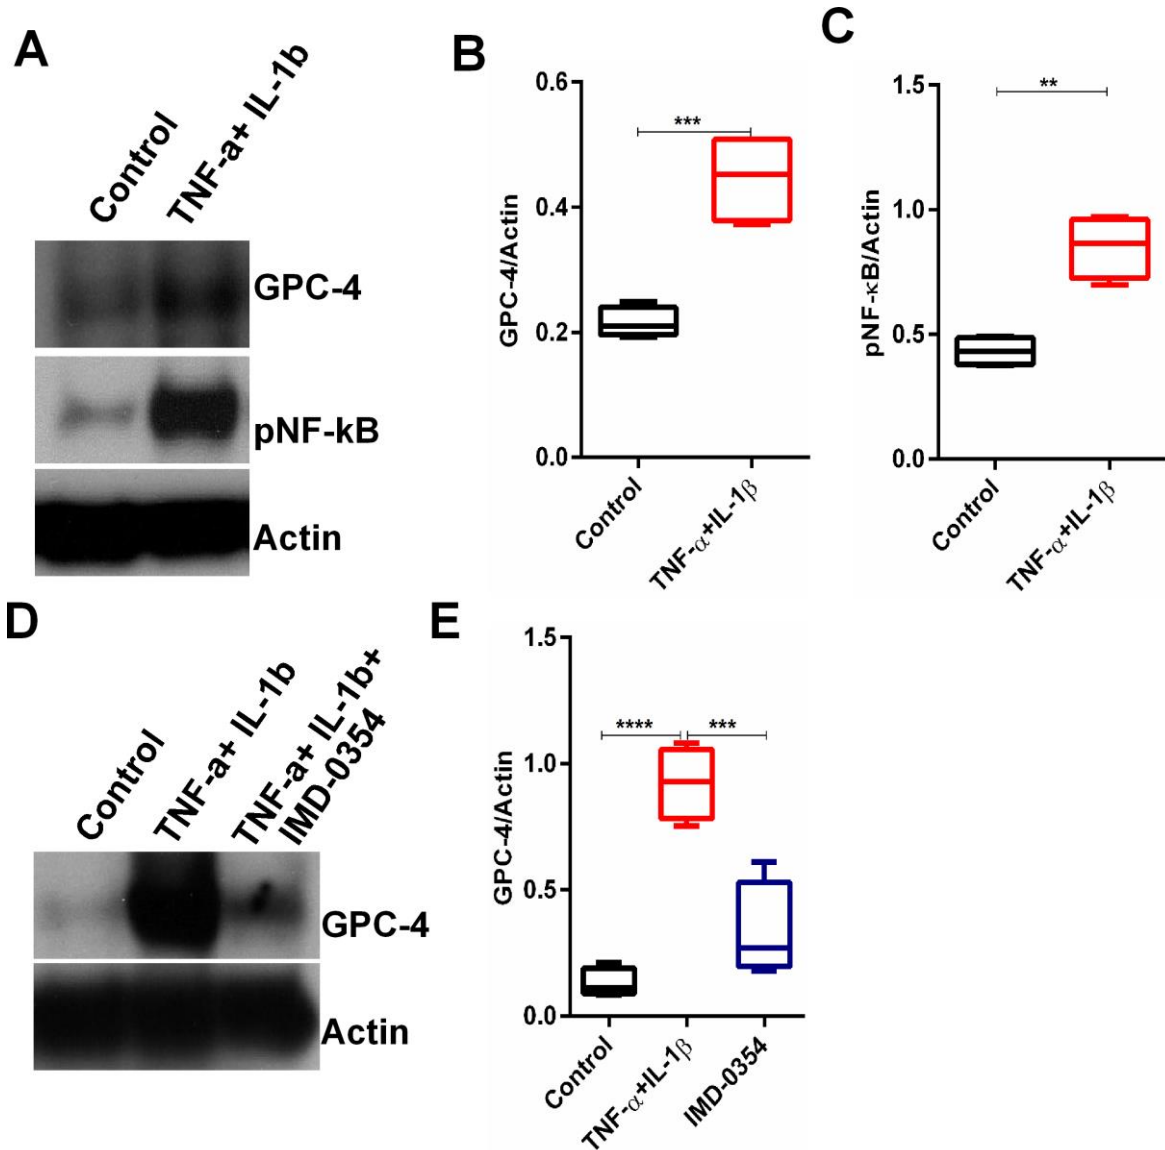 A
Control
TNF-a+ IL-1b
GPC-4
pNF-kB
Actin
B
GPC-4/Actin
0.6
0.4
0.2
0.0
***
Control
TNF-α+IL-1β
C
pNF-κB/Actin
1.5
1.0
0.5
0.0
**
Control
TNF-α+IL-1β
D
Control
TNF-a+ IL-1b
TNF-a+ IL-1b+
IMD-0354
GPC-4
Actin
E
GPC-4/Actin
1.5
1.0
0.5
0.0
****
***
Control
TNF-α+IL-1β
IMD-0354